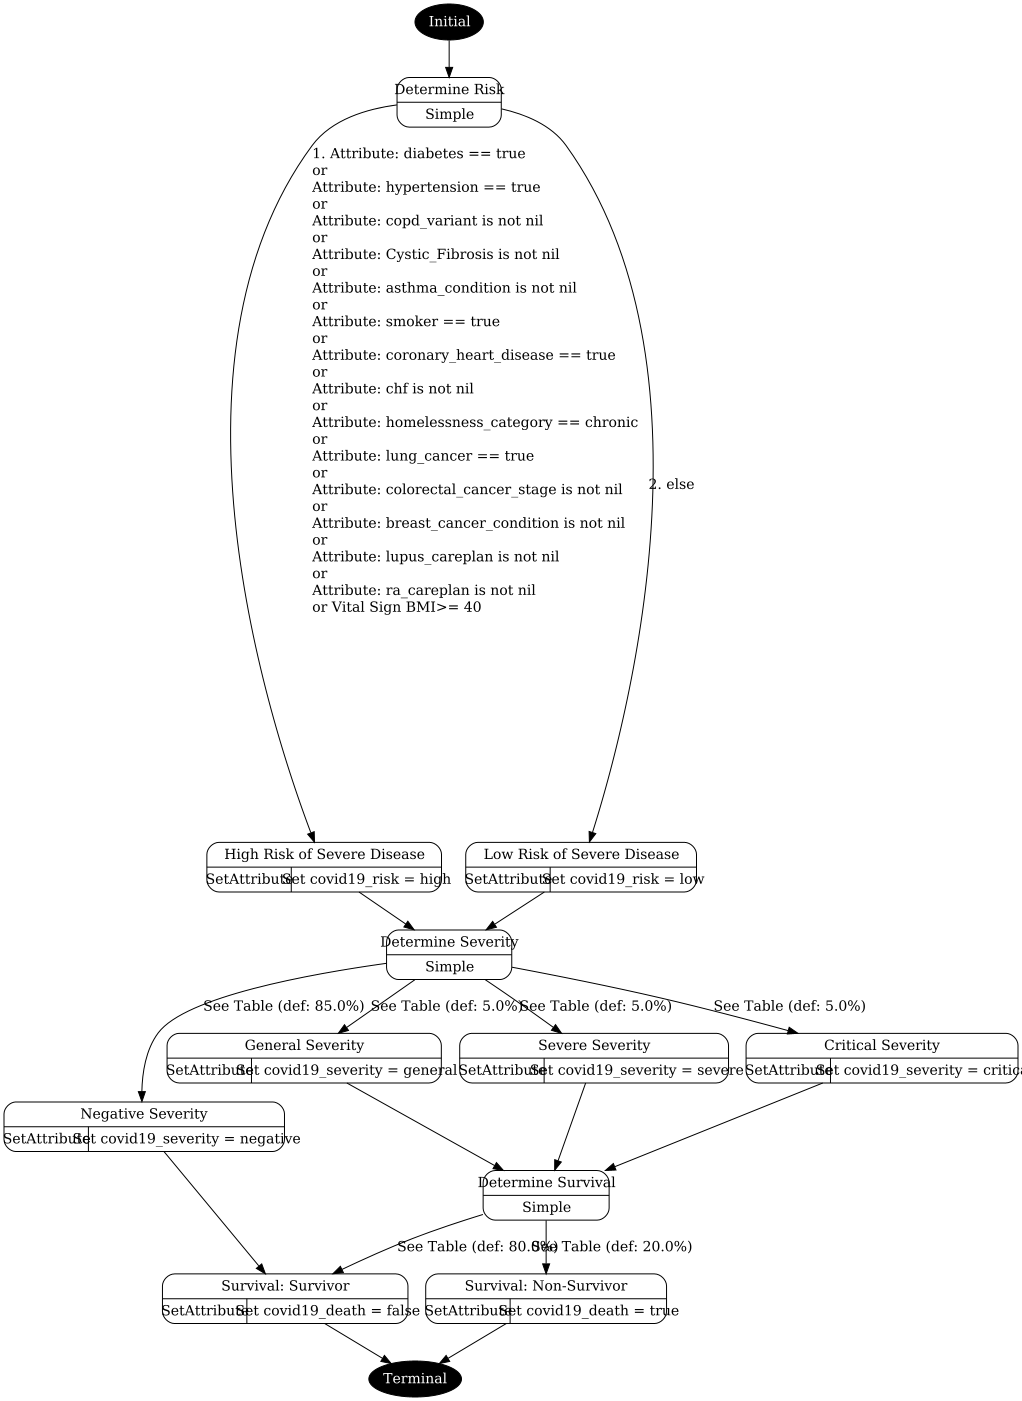 Initial
Determine Risk
Simple
1. Attribute: diabetes == true
or
Attribute: hypertension == true
or
Attribute: copd_variant is not nil
or
Attribute: Cystic_Fibrosis is not nil
or
Attribute: asthma_condition is not nil
or
Attribute: smoker == true
or
Attribute: coronary_heart_disease == true
or
Attribute: chf is not nil
or
Attribute: homelessness_category == chronic
or
Attribute: lung_cancer == true
or
Attribute: colorectal_cancer_stage is not nil
or
Attribute: breast_cancer_condition is not nil
or
Attribute: lupus_careplan is not nil
or
Attribute: ra_careplan is not nil
or Vital Sign BMI>= 40
2. else
High Risk of Severe Disease
SetAttribute
Set covid19_risk = high
Low Risk of Severe Disease
SetAttribute
Set covid19_risk = low
Determine Severity
Simple
See Table (def: 85.0%)
See Table (def: 5.0%)
See Table (def: 5.0%)
See Table (def: 5.0%)
General Severity
SetAttribute
Set covid19_severity = general
Severe Severity
SetAttribute
Set covid19_severity = severe
Critical Severity
SetAttribute
Set covid19_severity = critica
Negative Severity
SetAttribute
Set covid19_severity = negative
Determine Survival
Simple
See Table (def: 80.0%)
See Table (def: 20.0%)
Survival: Survivor
SetAttribute
Set covid19_death = false
Survival: Non-Survivor
SetAttribute
Set covid19_death = true
Terminal